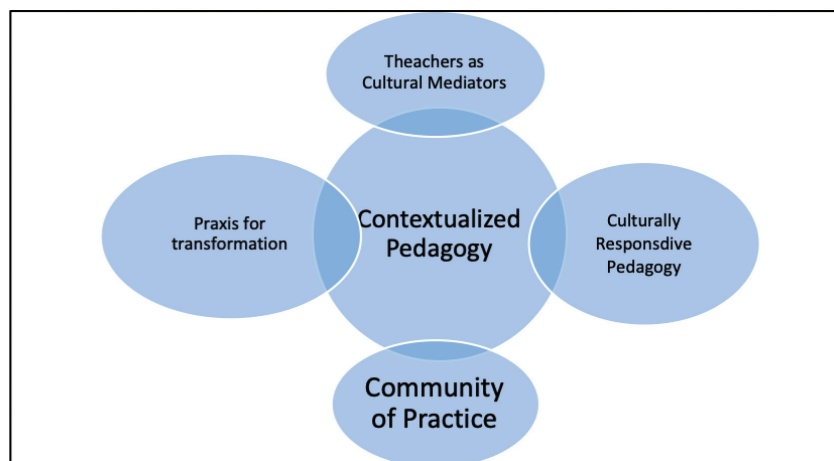 Theachers as
Cultural Mediators
Praxis for
transformation
Contextualized
Pedagogy
Culturally
Responsdive
Pedagogy
Community
of Practice